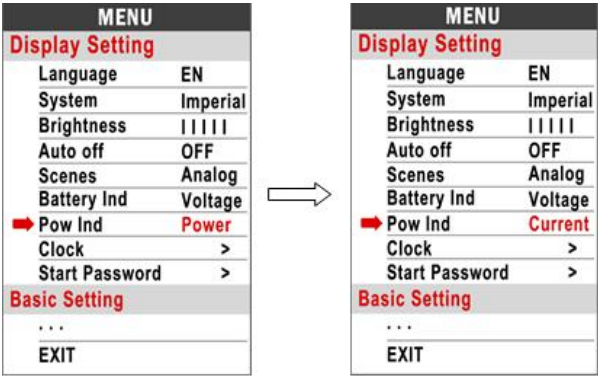 MENU
Display Setting
Language EN
System Imperial
Brightness | | | | |
Auto off OFF
Scenes Analog
Battery Ind Voltage
Pow Ind Power
Clock >
Start Password >
Basic Setting
. . .
EXIT
MENU
Display Setting
Language EN
System Imperial
Brightness | | | | |
Auto off OFF
Scenes Analog
Battery Ind Voltage
Pow Ind Current
Clock >
Start Password >
Basic Setting
. . .
EXIT